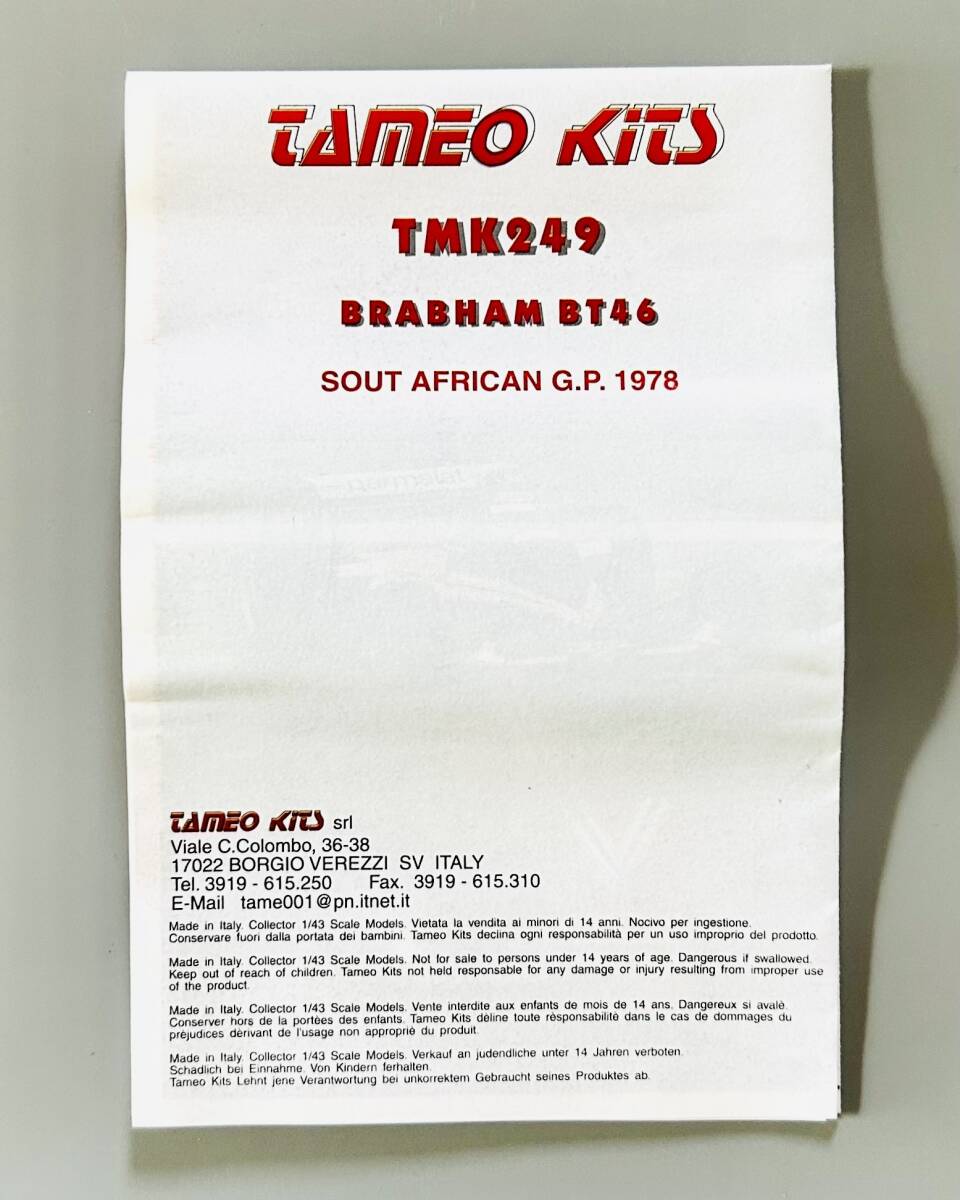 TAMEO KITS
TMK249
BRABHAM BT46
SOUT AFRICAN G.P. 1978
parmalat
TAMEO KITS srl
Viale C.Colombo, 36-38
17022 BORGIO VEREZZI SV ITALY
Tel. 3919 - 615.250 Fax. 3919 - 615.310
E-Mail tame001@pn.itnet.it
Made in Italy. Collector 1/43 Scale Models. Vietata la vendita ai minori di 14 anni. Nocivo per ingestione.
Conservare fuori dalla portata dei bambini. Tameo Kits declina ogni responsabilità per un uso improprio del prodotto.
Made in Italy. Collector 1/43 Scale Models. Not for sale to persons under 14 years of age. Dangerous if swallowed.
Keep out of reach of children. Tameo Kits not held responsable for any damage or injury resulting from improper use
of the product.
Made in Italy. Collector 1/43 Scale Models. Vente interdite aux enfants de mois de 14 ans. Dangereux si avalè.
Conserver hors de la portées des enfants. Tameo Kits dèline toute rèsponsabilitè dans le cas de dommages du
prèjudices dèrivant de l'usage non appropriè du produit.
Made in Italy. Collector 1/43 Scale Models. Verkauf an judendliche unter 14 Jahren verboten.
Schadlich bei Einnahme. Von Kindern ferhalten.
Tameo Kits Lehnt jene Verantwortung bei unkorrektem Gebraucht seines Produktes ab.